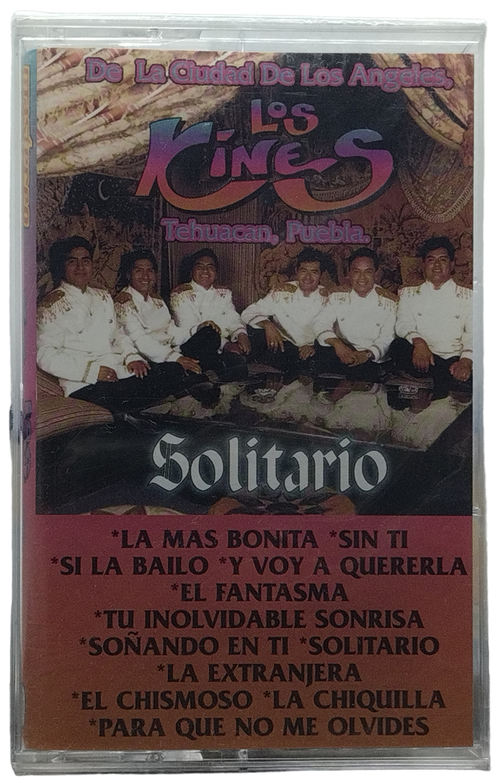 De La Ciudad De Los Angeles,
Los
Kines
Tehuacan, Puebla.
Solitario
*LA MAS BONITA *SIN TI
*SI LA BAILO *Y VOY A QUERERLA
*EL FANTASMA
*TU INOLVIDABLE SONRISA
*SOÑANDO EN TI *SOLITARIO
*LA EXTRANJERA
*EL CHISMOSO *LA CHIQUILLA
*PARA QUE NO ME OLVIDES